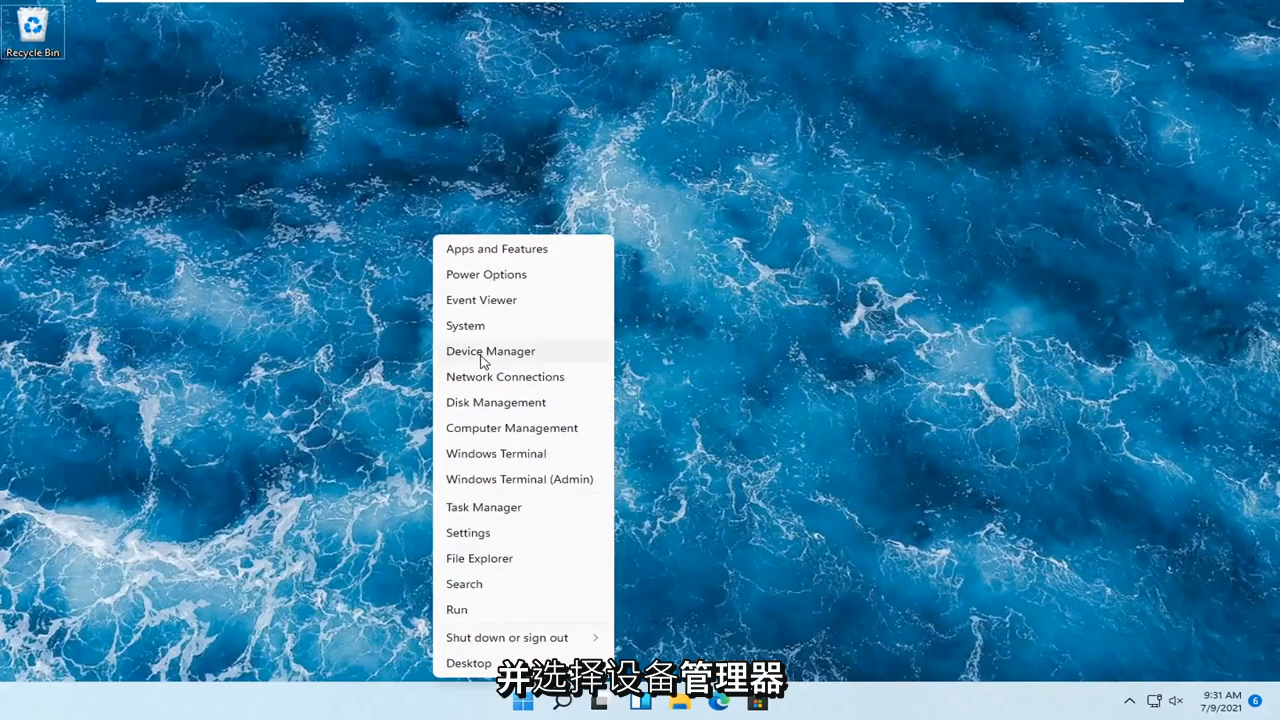 Recycle Bin
Apps and Features
Power Options
Event Viewer
System
Device Manager
Network Connections
Disk Management
Computer Management
Windows Terminal
Windows Terminal (Admin)
Task Manager
Settings
File Explorer
Search
Run
Shut down or sign out
Desktop
并选择设备管理器
9:31 AM
7/9/2021
6